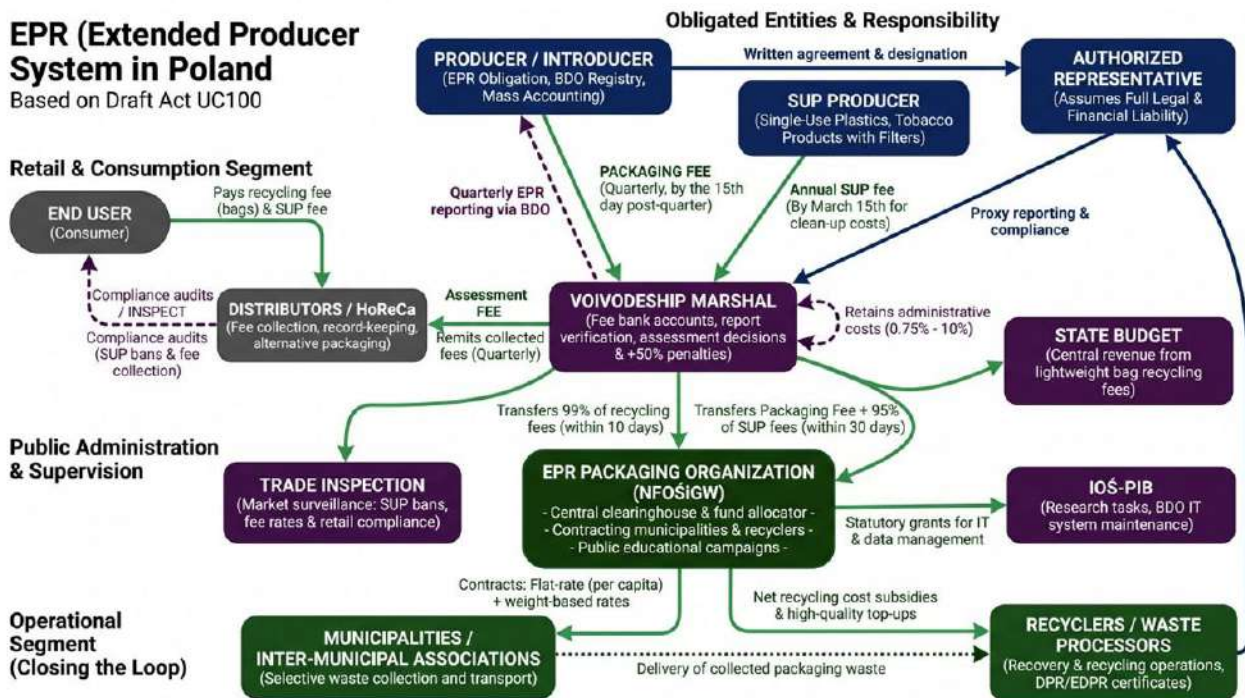 EPR (Extended Producer
System in Poland
Based on Draft Act UC100
Obligated Entities & Responsibility
PRODUCER / INTRODUCER
(EPR Obligation, BDO Registry,
Mass Accounting)
Written agreement & designation
AUTHORIZED
REPRESENTATIVE
(Assumes Full Legal &
Financial Liability)
SUP PRODUCER
(Single-Use Plastics, Tobacco
Products with Filters)
Retail & Consumption Segment
END USER
(Consumer)
Pays recycling fee
(bags) & SUP fee
Quarterly EPR
reporting via BDO
PACKAGING FEE
(Quarterly, by the 15th
day post-quarter)
Annual SUP fee
(By March 15th for
clean-up costs)
Proxy reporting &
compliance
Compliance audits
/ INSPECT
Compliance audits
(SUP bans & fee
collection)
DISTRIBUTORS / HoReCa
(Fee collection, record-keeping,
alternative packaging)
Assessment
FEE
Remits collected
fees (Quarterly)
VOIVODESHIP MARSHAL
(Fee bank accounts, report
verification, assessment decisions
& +50% penalties)
Retains administrative
costs (0.75% - 10%)
STATE BUDGET
(Central revenue from
lightweight bag recycling
fees)
Transfers 99% of recycling
fees (within 10 days)
Transfers Packaging Fee + 95%
of SUP fees (within 30 days)
Public Administration
& Supervision
TRADE INSPECTION
(Market surveillance: SUP bans,
fee rates & retail compliance)
EPR PACKAGING ORGANIZATION
(NFOŚiGW)
- Central clearinghouse & fund allocator -
- Contracting municipalities & recyclers -
- Public educational campaigns -
Statutory grants for IT
& data management
IOŚ-PIB
(Research tasks, BDO IT
system maintenance)
Contracts: Flat-rate (per capita)
+ weight-based rates
Net recycling cost subsidies
& high-quality top-ups
Operational
Segment
(Closing the Loop)
MUNICIPALITIES /
INTER-MUNICIPAL ASSOCIATIONS
(Selective waste collection and transport)
Delivery of collected packaging waste
RECYCLERS / WASTE
PROCESSORS
(Recovery & recycling operations,
DPR/EDPR certificates)